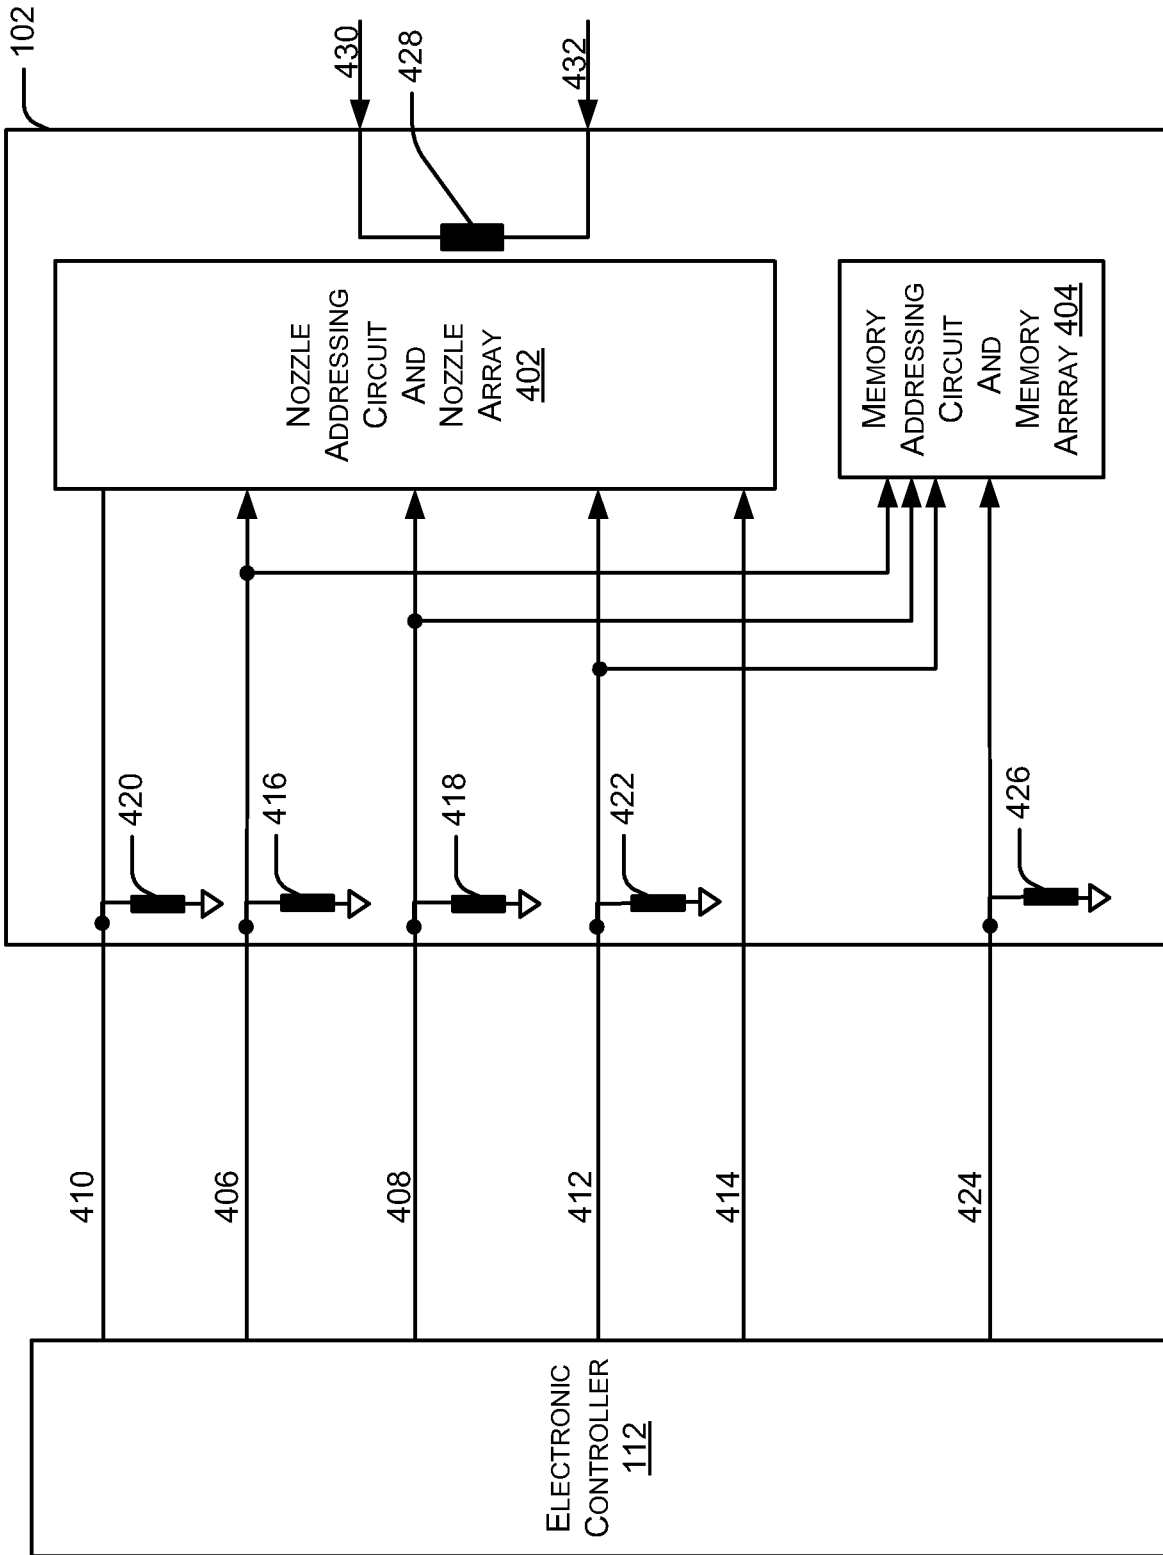 102
430
428
432
NOZZLE
ADDRESSING
CIRCUIT
AND
NOZZLE
ARRAY
402
MEMORY
ADDRESSING
CIRCUIT
AND
MEMORY
ARRRAY 404
420
416
418
422
426
410
406
408
412
414
424
ELECTRONIC
CONTROLLER
112